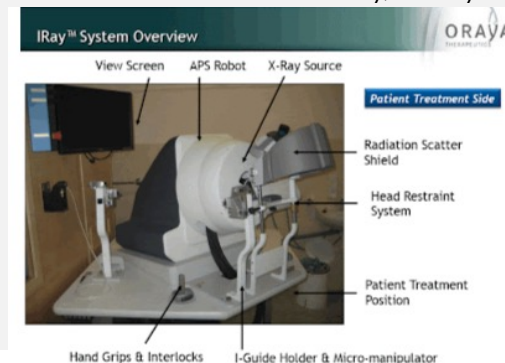 IRay™ System Overview
ORAYA
THERAPEUTICS
View Screen
APS Robot
X-Ray Source
Patient Treatment Side
Radiation Scatter
Shield
Head Restraint
System
Patient Treatment
Position
Hand Grips & Interlocks
I-Guide Holder & Micro-manipulator